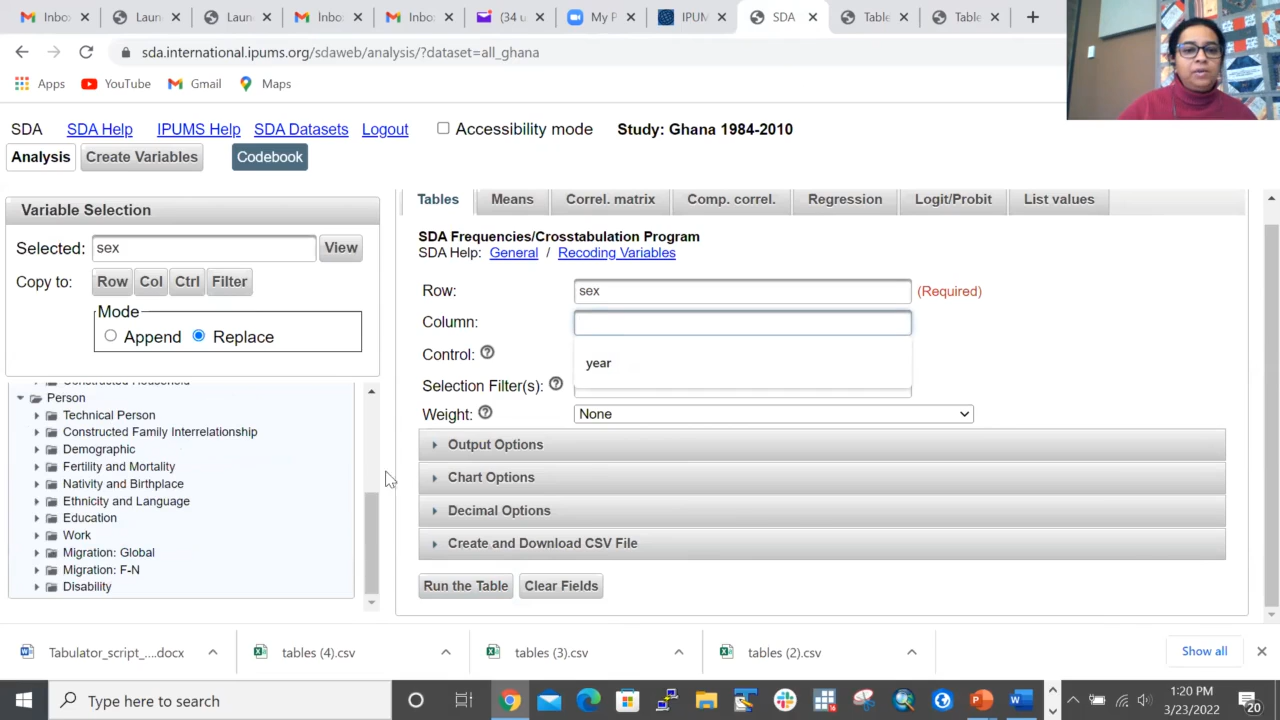 Inbo
Laun
Laun
Inbo
Inbo
(34 u
My P
IPUM
SDA
Table
Table
sda.international.ipums.org/sdaweb/analysis/?dataset=all_ghana
Apps YouTube Gmail Maps
SDA SDA Help IPUMS Help SDA Datasets Logout Accessibility mode Study: Ghana 1984-2010
Analysis Create Variables Codebook
Variable Selection
Selected: sex View
Copy to: Row Col Ctrl Filter
Mode
Append Replace
Constructed Household
Person
Technical Person
Constructed Family Interrelationship
Demographic
Fertility and Mortality
Nativity and Birthplace
Ethnicity and Language
Education
Work
Migration: Global
Migration: F-N
Disability
Tables Means Correl. matrix Comp. correl. Regression Logit/Probit List values
SDA Frequencies/Crosstabulation Program
SDA Help: General / Recoding Variables
Row: sex (Required)
Column:
year
Control:
Selection Filter(s):
Weight: None
Output Options
Chart Options
Decimal Options
Create and Download CSV File
Run the Table Clear Fields
Tabulator_script_....docx tables (4).csv tables (3).csv tables (2).csv Show all
Type here to search
1:20 PM
3/23/2022
20